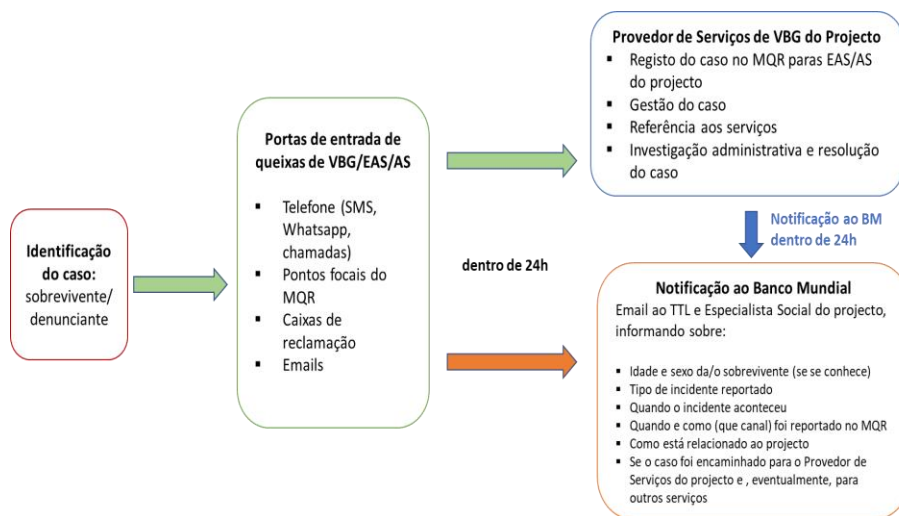 Identificação
do caso:
sobrevivente/
denunciante
Portas de entrada de
queixas de VBG/EAS/AS
▪ Telefone (SMS,
Whatsapp,
chamadas)
▪ Pontos focais do
MQR
▪ Caixas de
reclamação
▪ Emails
dentro de 24h
Provedor de Serviços de VBG do Projecto
▪ Registo do caso no MQR paras EAS/AS
do projecto
▪ Gestão do caso
▪ Referência aos serviços
▪ Investigação administrativa e resolução
do caso
Notificação ao BM
dentro de 24h
Notificação ao Banco Mundial
Email ao TTL e Especialista Social do projecto,
informando sobre:
▪ Idade e sexo da/o sobrevivente (se se conhece)
▪ Tipo de incidente reportado
▪ Quando o incidente aconteceu
▪ Quando e como (que canal) foi reportado no MQR
▪ Como está relacionado ao projecto
▪ Se o caso foi encaminhado para o Provedor de
Serviços do projecto e , eventualmente, para
outros serviços